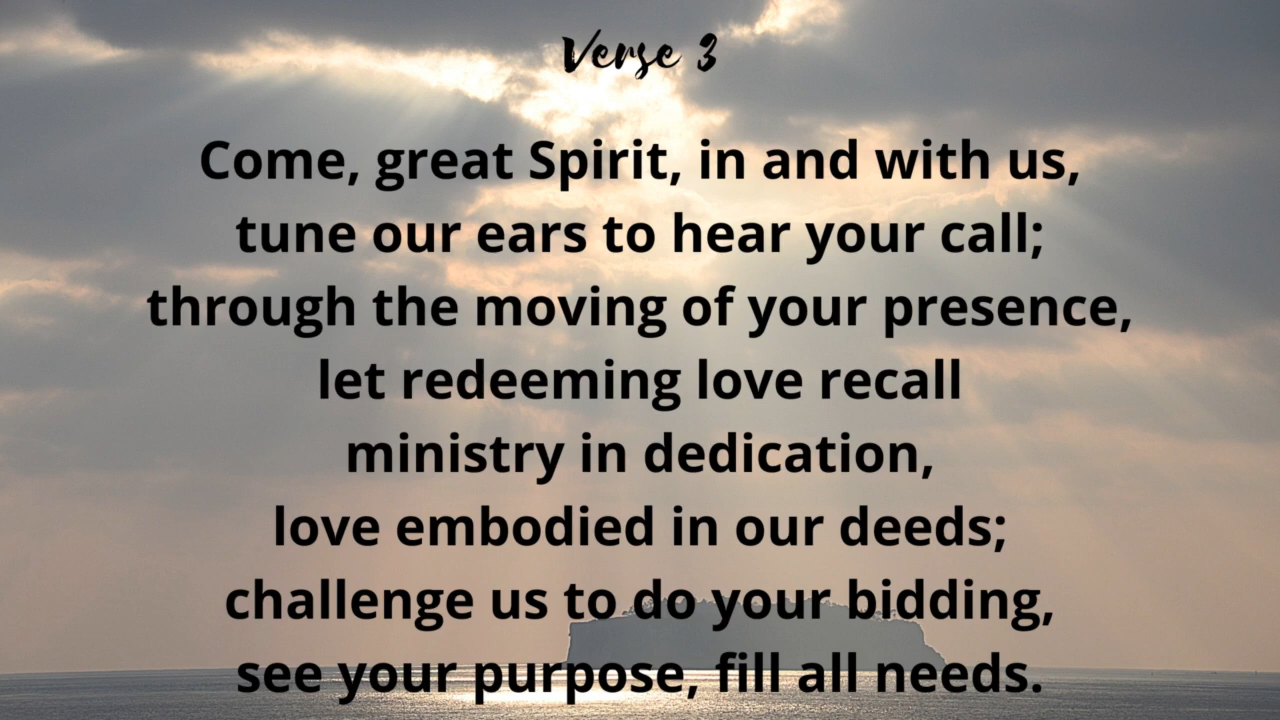 Verse 3
Come, great Spirit, in and with us,
tune our ears to hear your call;
through the moving of your presence,
let redeeming love recall
ministry in dedication,
love embodied in our deeds;
challenge us to do your bidding,
see your purpose, fill all needs.